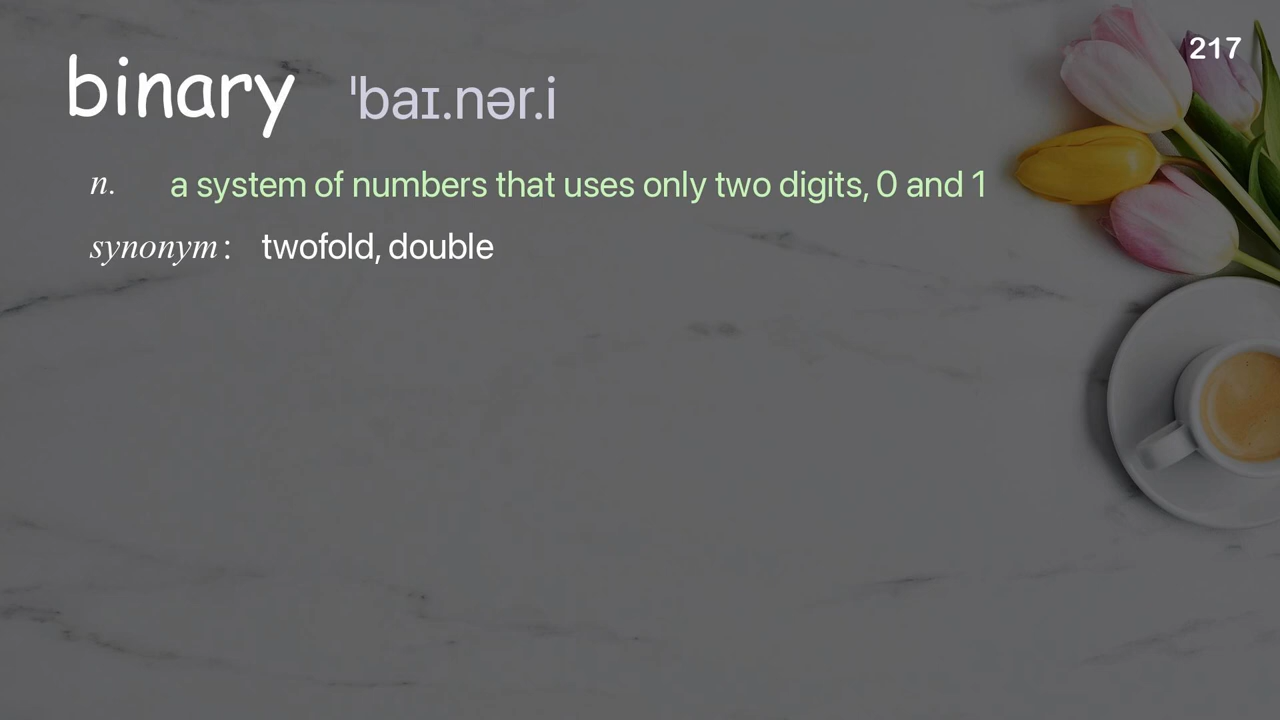 217
binary ˈbaɪ.nər.i
n. a system of numbers that uses only two digits, 0 and 1
synonym: twofold, double